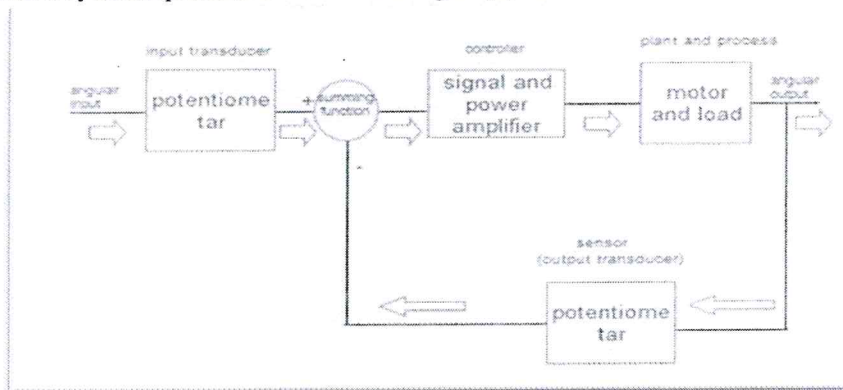 input transducer
controller
plant and process
angular
input
potentiome
tar
+
summing
function
signal and
power
amplifier
motor
and load
angular
output
sensor
(output transducer)
potentiome
tar